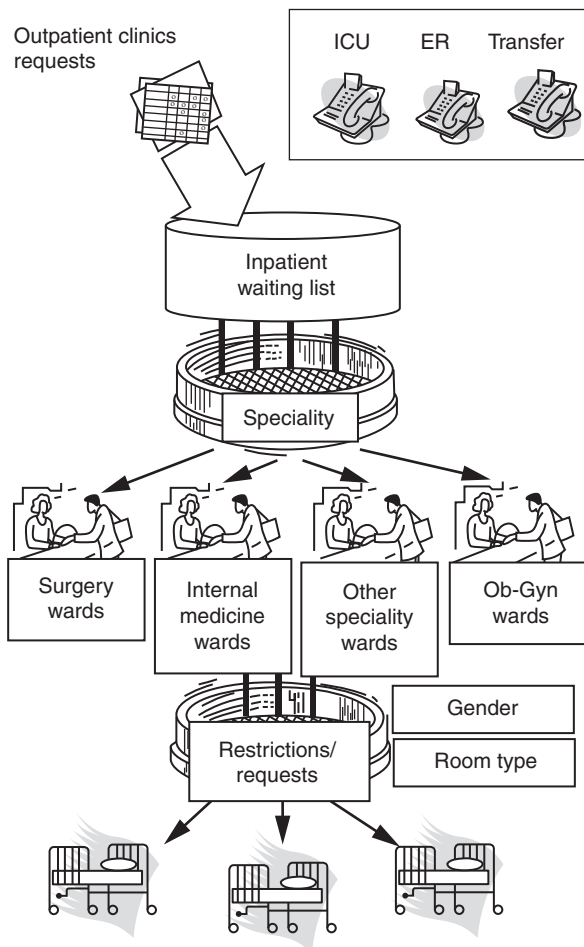 Outpatient clinics
requests
ICU
ER
Transfer
Inpatient
waiting list
Speciality
Surgery
wards
Internal
medicine
wards
Other
speciality
wards
Ob-Gyn
wards
Gender
Restrictions/
requests
Room type